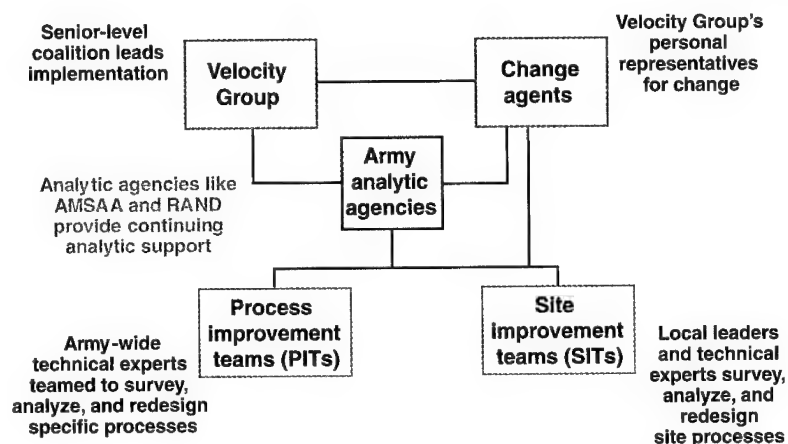 Senior-level
coalition leads
implementation
Velocity
Group
Change
agents
Velocity Group's
personal
representatives
for change
Army
analytic
agencies
Analytic agencies like
AMSAA and RAND
provide continuing
analytic support
Process
improvement
teams (PITs)
Site
improvement
teams (SITs)
Army-wide
technical experts
teamed to survey,
analyze, and redesign
specific processes
Local leaders
and technical
experts survey,
analyze, and
redesign
site processes